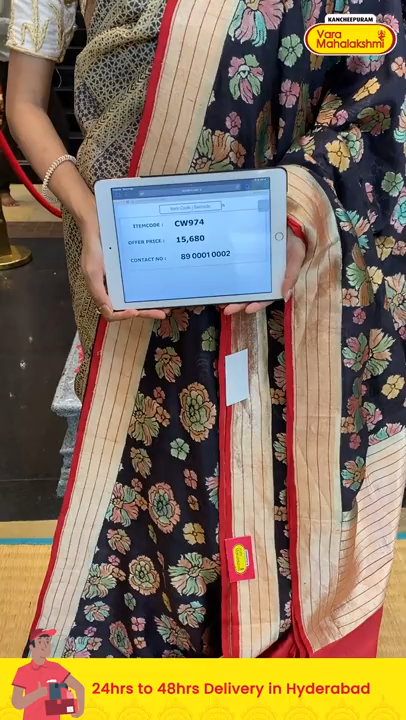 KANCHEEPURAM
Vara
Mahalakshmi
ITEMCODE : CW974
OFFER PRICE : 15,680
CONTACT NO : 89 0001 0002
24hrs to 48hrs Delivery in Hyderabad